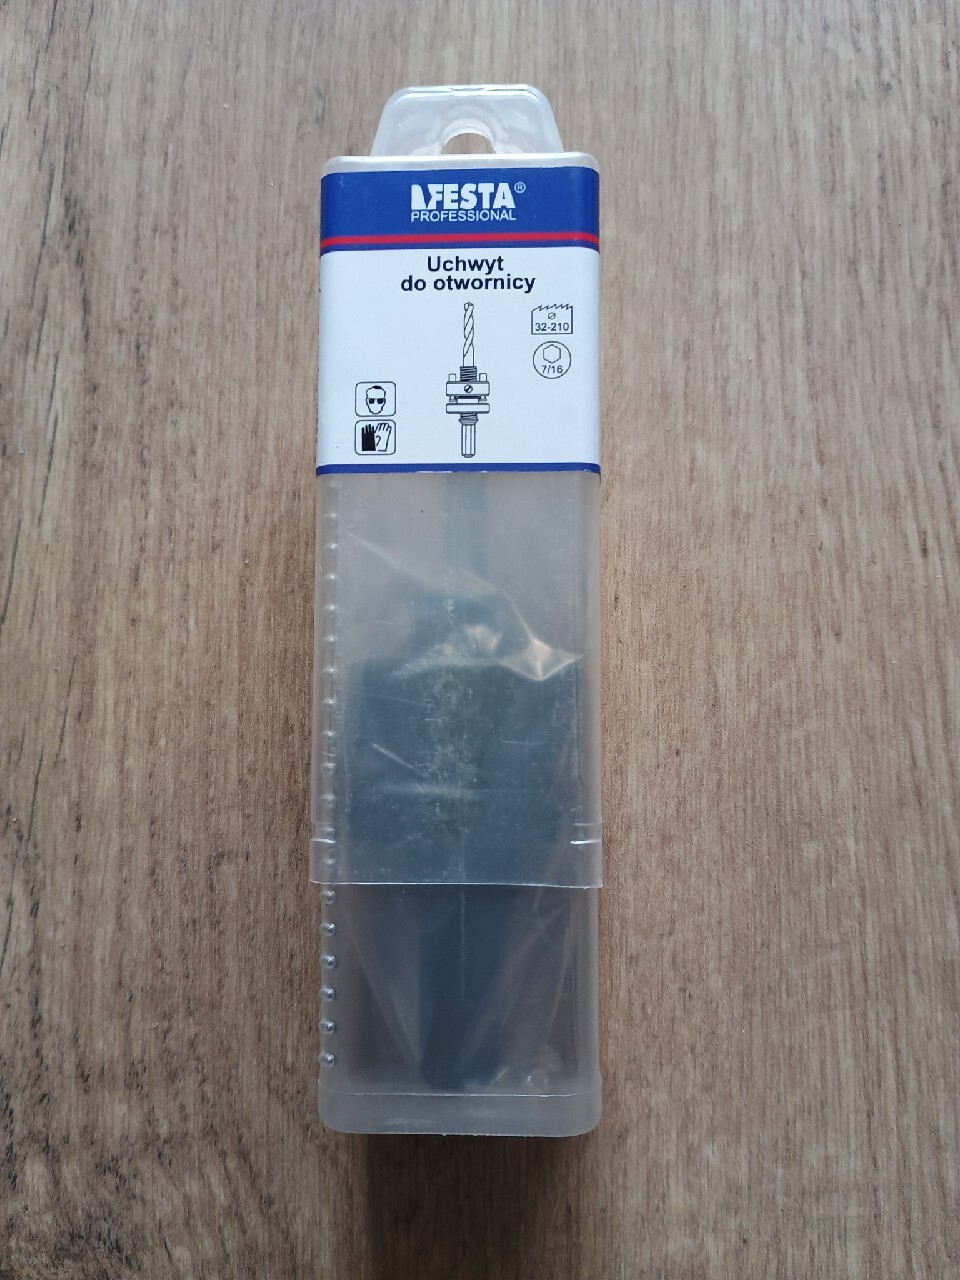 FESTA®
PROFESSIONAL
Uchwyt
do otwornicy
32-210
7/16